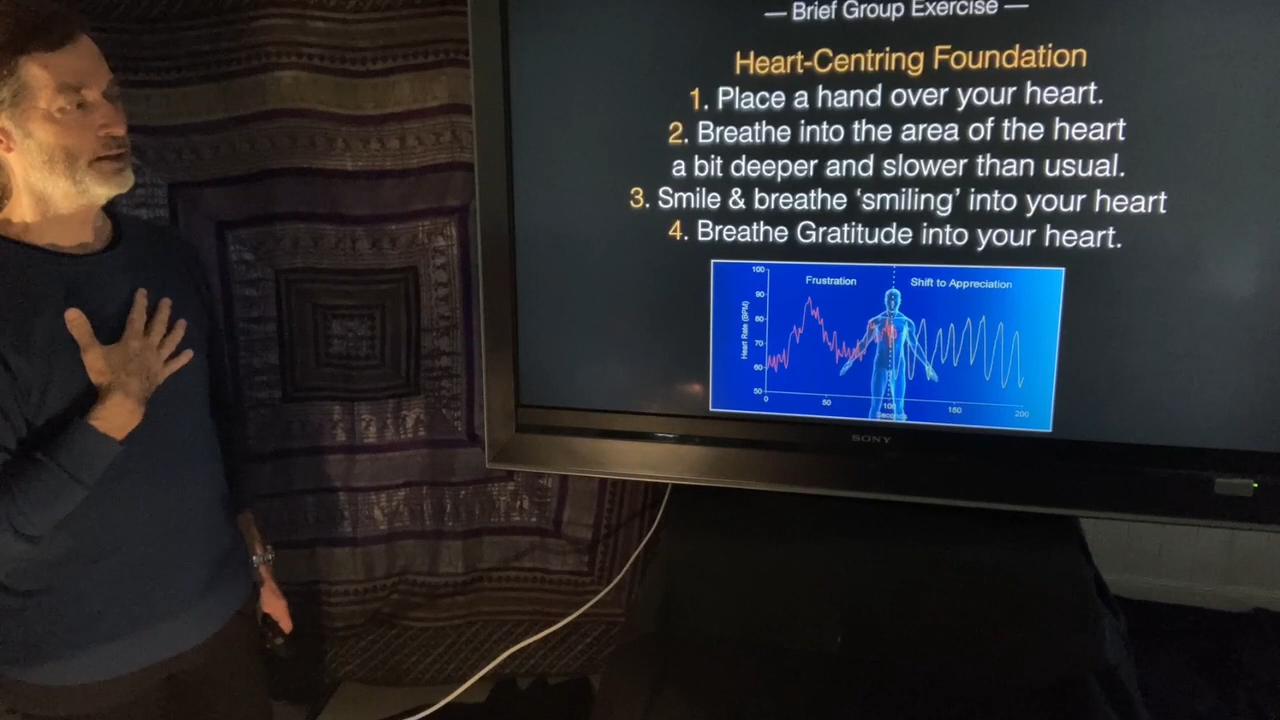 — Brief Group Exercise —
Heart-Centring Foundation
1. Place a hand over your heart.
2. Breathe into the area of the heart
a bit deeper and slower than usual.
3. Smile & breathe ‘smiling’ into your heart
4. Breathe Gratitude into your heart.
Frustration
Shift to Appreciation
Heart Rate (BPM)
100
90
80
70
60
50
0
50
100
150
200
Seconds
SONY